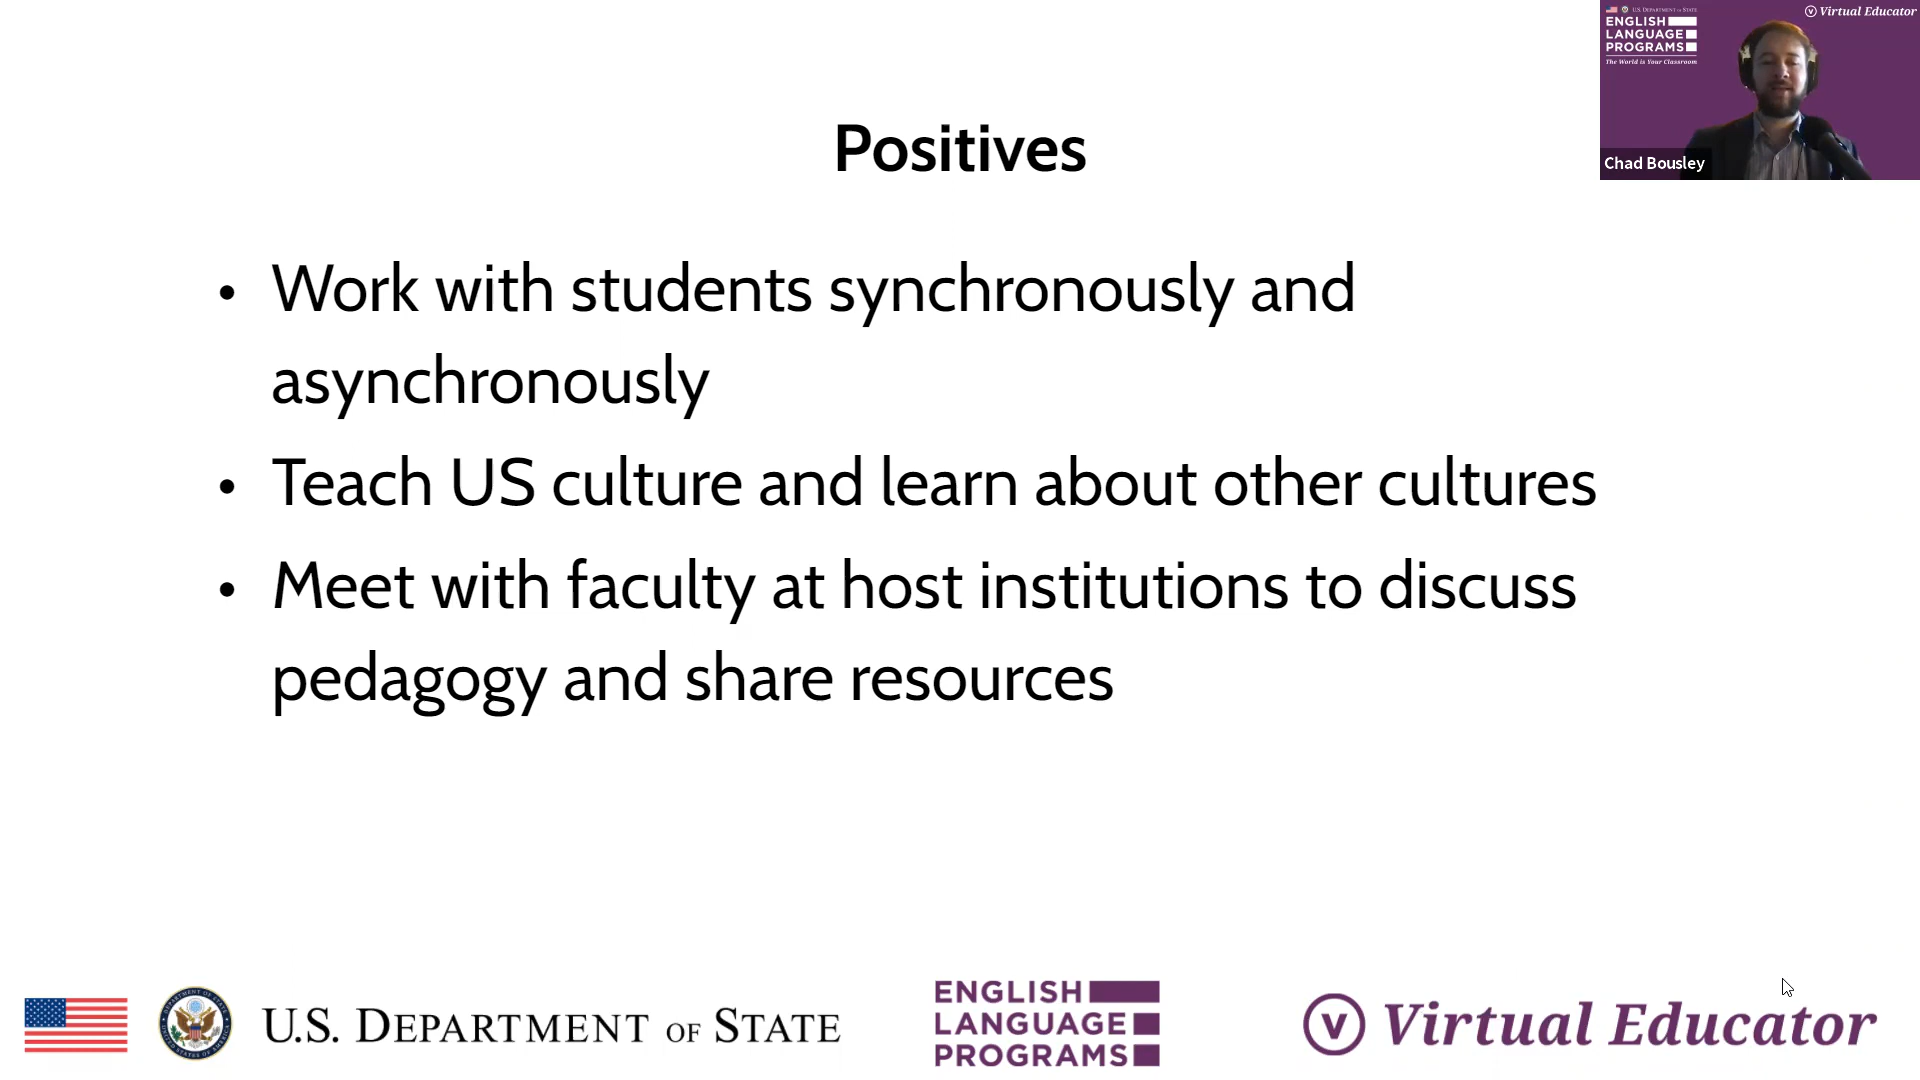 U.S. DEPARTMENT OF STATE
ENGLISH
LANGUAGE
PROGRAMS
The World is Your Classroom
V Virtual Educator
Chad Bousley
Positives
• Work with students synchronously and
asynchronously
• Teach US culture and learn about other cultures
• Meet with faculty at host institutions to discuss
pedagogy and share resources
U.S. DEPARTMENT OF STATE
ENGLISH
LANGUAGE
PROGRAMS
V Virtual Educator